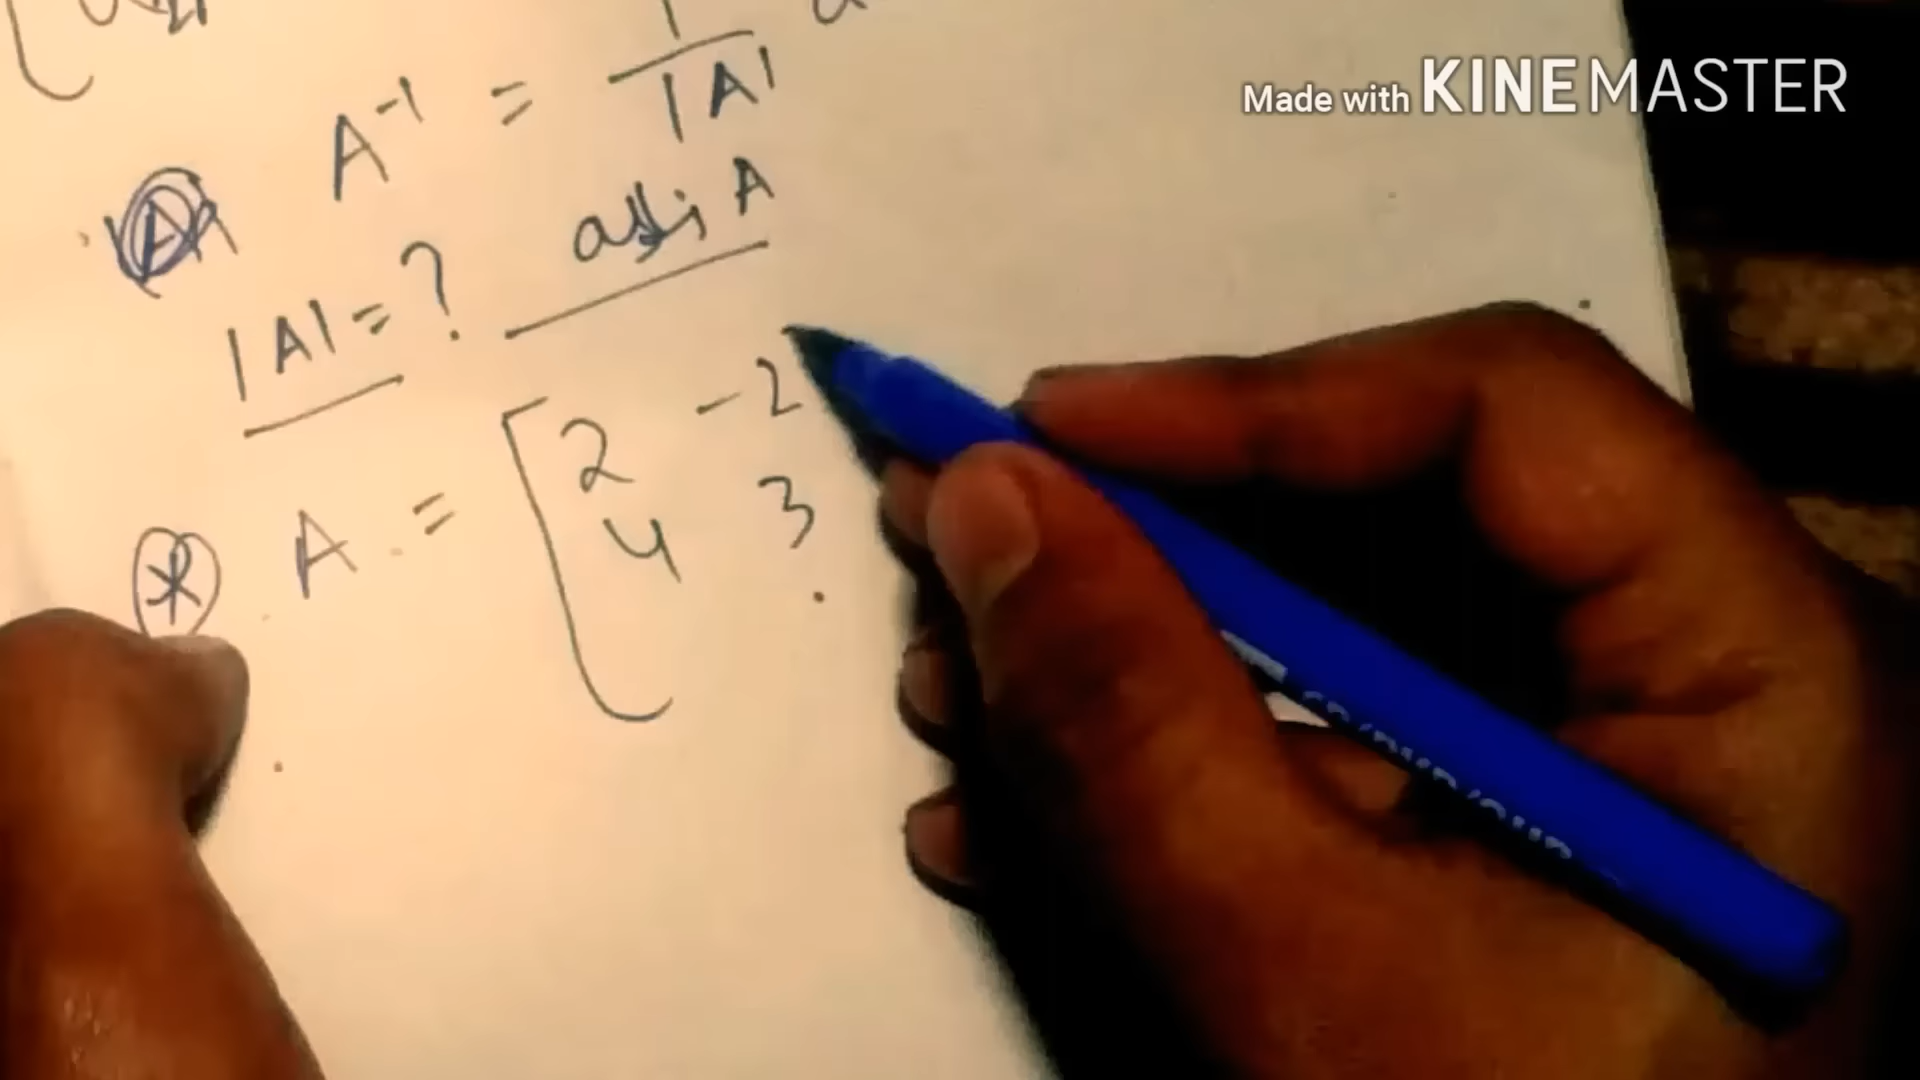 Made with KINEMASTER
A⁻¹ = 1/|A|
|A| = ? adj A
A = [2 -2
4 3